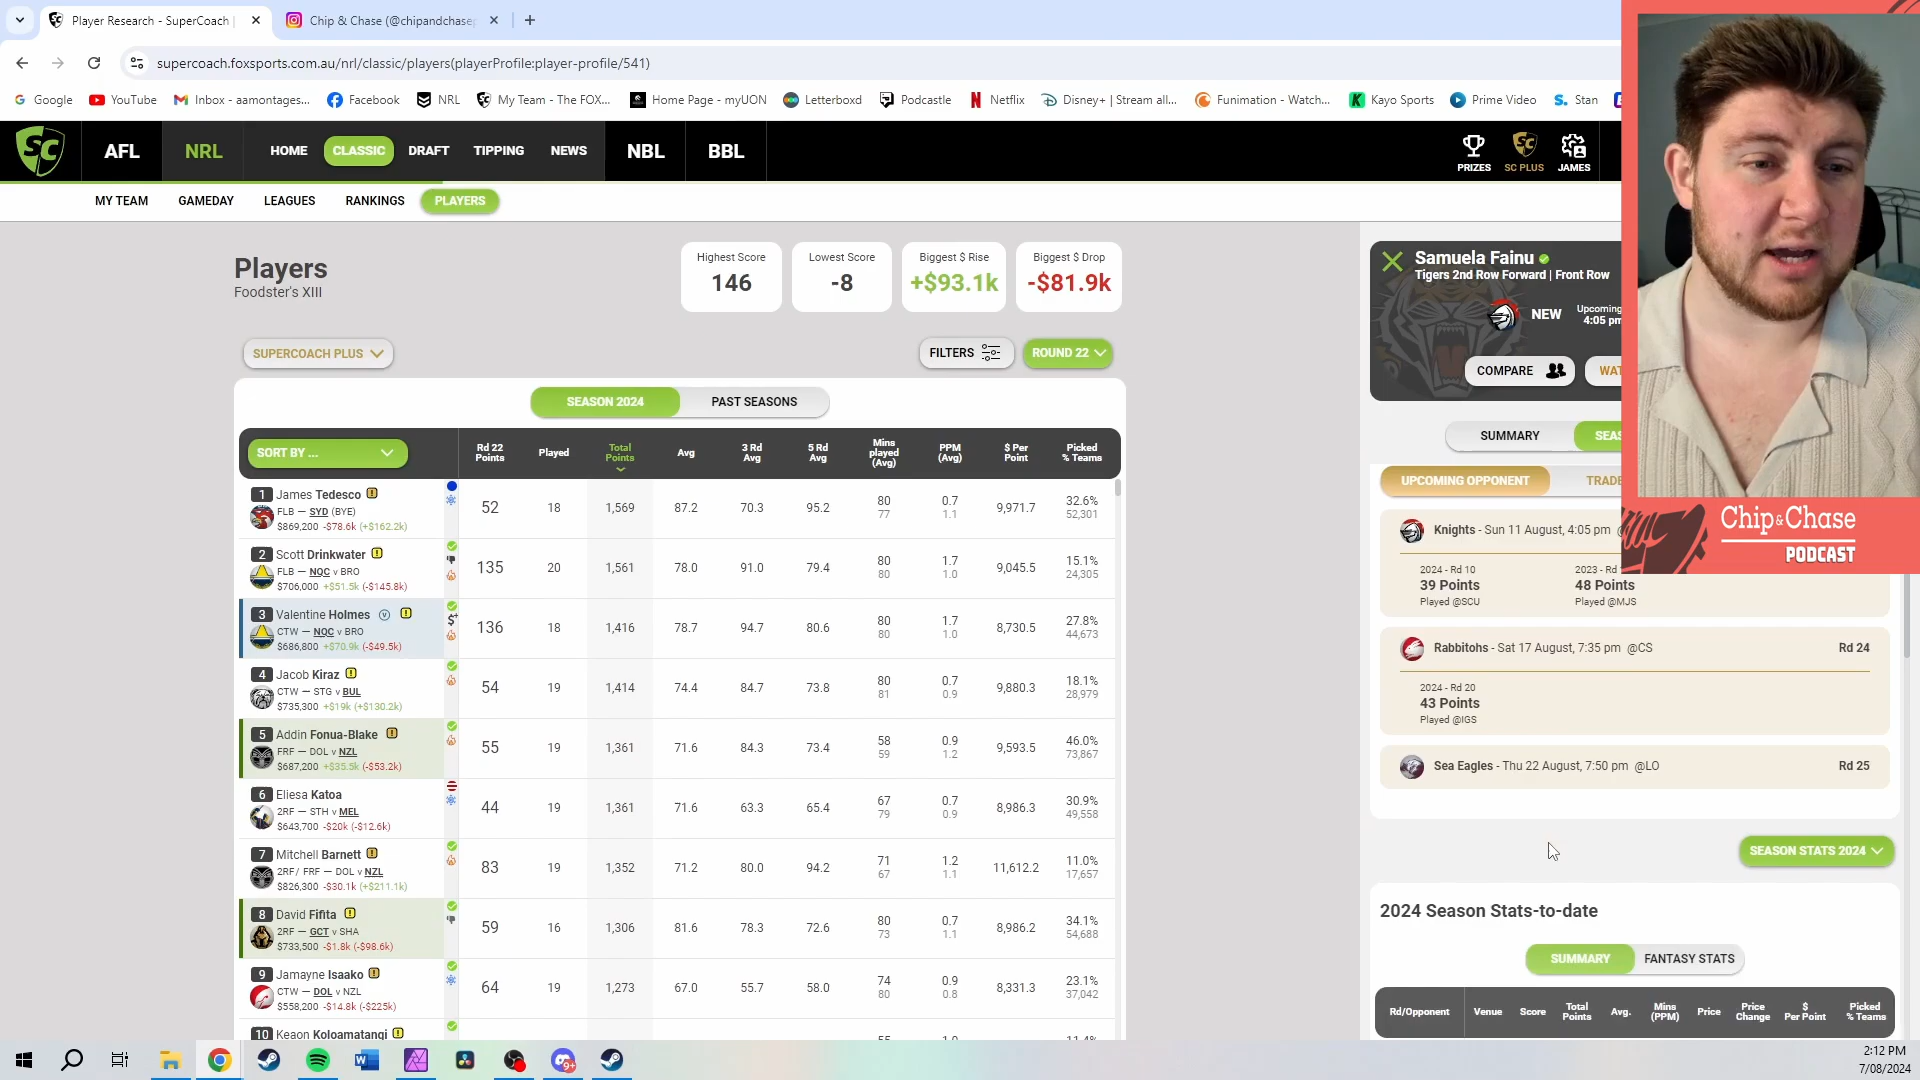 Player Research - SuperCoach
Chip & Chase (@chipandchasep
supercoach.foxsports.com.au/nrl/classic/players(playerProfile:player-profile/541)
Google
YouTube
Inbox - aamontages...
Facebook
NRL
My Team - The FOX...
Home Page - myUON
Letterboxd
Podcastle
Netflix
Disney+ | Stream all...
Funimation - Watch...
Kayo Sports
Prime Video
Stan
SC
AFL
NRL
HOME
CLASSIC
DRAFT
TIPPING
NEWS
NBL
BBL
PRIZES
SC PLUS
JAMES
MY TEAM
GAMEDAY
LEAGUES
RANKINGS
PLAYERS
Players
Foodster's XIII
Highest Score
146
Lowest Score
-8
Biggest $ Rise
+$93.1k
Biggest $ Drop
-$81.9k
SUPERCOACH PLUS
FILTERS
ROUND 22
SEASON 2024
PAST SEASONS
SORT BY ...
Rd 22 Points
Played
Total Points
Avg
3 Rd Avg
5 Rd Avg
Mins played (Avg)
PPM (Avg)
$ Per Point
Picked % Teams
1 James Tedesco
FLB — SYD (BYE)
$869,200 -$78.6k (+$162.2k)
52 18 1,569 87.2 70.3 95.2 80 77 0.7 1.1 9,971.7 32.6% 52,301
2 Scott Drinkwater
FLB — NQC v BRO
$706,000 +$51.5k (-$145.8k)
135 20 1,561 78.0 91.0 79.4 80 80 1.7 1.0 9,045.5 15.1% 24,305
3 Valentine Holmes V
CTW — NQC v BRO
$686,800 +$70.9k (-$49.5k)
136 18 1,416 78.7 94.7 80.6 80 80 1.7 1.0 8,730.5 27.8% 44,673
4 Jacob Kiraz
CTW — STG v BUL
$735,300 +$19k (+$130.2k)
54 19 1,414 74.4 84.7 73.8 80 81 0.7 0.9 9,880.3 18.1% 28,979
5 Addin Fonua-Blake
FRF — DOL v NZL
$687,200 +$35.5k (-$53.2k)
55 19 1,361 71.6 84.3 73.4 58 59 0.9 1.2 9,593.5 46.0% 73,867
6 Eliesa Katoa
2RF — STH v MEL
$643,700 -$20k (-$12.6k)
44 19 1,361 71.6 63.3 65.4 67 79 0.7 0.9 8,986.3 30.9% 49,558
7 Mitchell Barnett
2RF/ FRF — DOL v NZL
$826,300 -$30.1k (+$211.1k)
83 19 1,352 71.2 80.0 94.2 71 67 1.2 1.1 11,612.2 11.0% 17,657
8 David Fifita
2RF — GCT v SHA
$733,500 -$1.8k (-$98.6k)
59 16 1,306 81.6 78.3 72.6 80 73 0.7 1.1 8,986.2 34.1% 54,688
9 Jamayne Isaako
CTW — DOL v NZL
$558,200 -$14.8k (-$225k)
64 19 1,273 67.0 55.7 58.0 74 80 0.9 0.8 8,331.3 23.1% 37,042
10 Keaon Koloamatangi
Samuela Fainu
Tigers 2nd Row Forward | Front Row
NEW
Upcoming
4:05 pm
COMPARE
WAT
SUMMARY
SEAS
UPCOMING OPPONENT
TRADE
Knights - Sun 11 August, 4:05 pm
2024 - Rd 10
39 Points
Played @SCU
2023 - Rd
48 Points
Played @MJS
Rabbitohs - Sat 17 August, 7:35 pm @CS
Rd 24
2024 - Rd 20
43 Points
Played @IGS
Sea Eagles - Thu 22 August, 7:50 pm @LO
Rd 25
SEASON STATS 2024
2024 Season Stats-to-date
SUMMARY
FANTASY STATS
Rd/Opponent
Venue
Score
Total Points
Avg.
Mins (PPM)
Price
Price Change
$ Per Point
Picked % Teams
Chip & Chase
PODCAST
9+
2:12 PM
7/08/2024